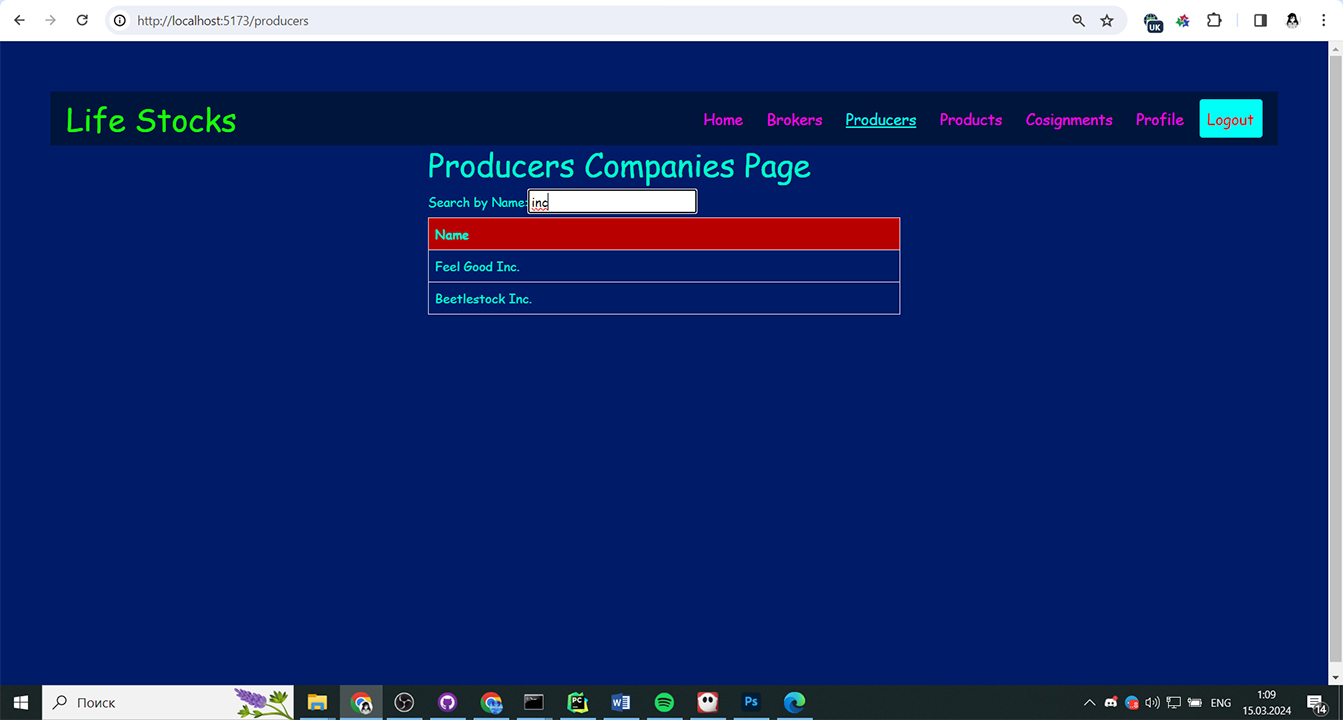 http://localhost:5173/producers
UK
Life Stocks
Home Brokers Producers Products Cosignments Profile Logout
Producers Companies Page
Search by Name: inc
Name
Feel Good Inc.
Beetlestock Inc.
Поиск
PC
W
Ps
ENG
1:09
15.03.2024
14